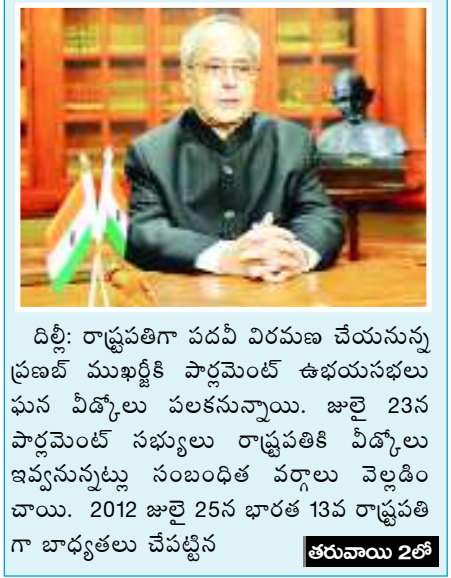 దిల్లీ: రాష్ట్రపతిగా పదవీ విరమణ చేయనున్న
ప్రణబ్ ముఖర్జీకి పార్లమెంట్ ఉభయసభలు
ఘన వీడ్కోలు పలకనున్నాయి. జులై 23న
పార్లమెంట్ సభ్యులు రాష్ట్రపతికి వీడ్కోలు
ఇవ్వనున్నట్లు సంబంధిత వర్గాలు వెల్లడిం
చాయి. 2012 జులై 25న భారత 13వ రాష్ట్రపతి
గా బాధ్యతలు చేపట్టిన
తరువాయి 2లో